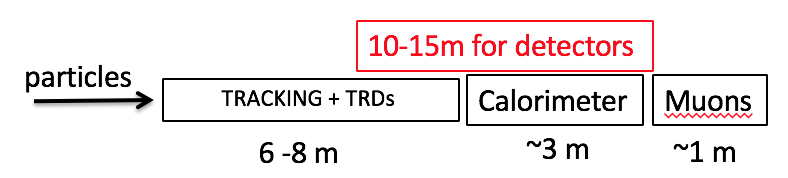 10-15m for detectors
particles
TRACKING + TRDs
Calorimeter
Muons
6 -8 m
~3 m
~1 m